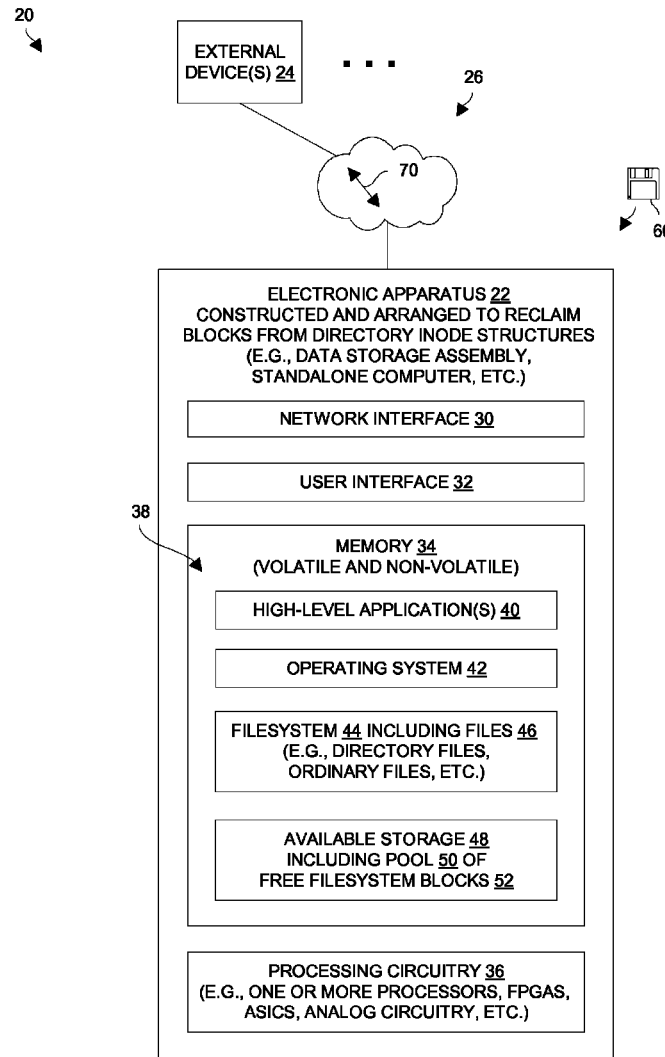 20
EXTERNAL
DEVICE(S) 24
. . .
26
70
ELECTRONIC APPARATUS 22
CONSTRUCTED AND ARRANGED TO RECLAIM
BLOCKS FROM DIRECTORY INODE STRUCTURES
(E.G., DATA STORAGE ASSEMBLY,
STANDALONE COMPUTER, ETC.)
NETWORK INTERFACE 30
USER INTERFACE 32
38
MEMORY 34
(VOLATILE AND NON-VOLATILE)
HIGH-LEVEL APPLICATION(S) 40
OPERATING SYSTEM 42
FILESYSTEM 44 INCLUDING FILES 46
(E.G., DIRECTORY FILES,
ORDINARY FILES, ETC.)
AVAILABLE STORAGE 48
INCLUDING POOL 50 OF
FREE FILESYSTEM BLOCKS 52
PROCESSING CIRCUITRY 36
(E.G., ONE OR MORE PROCESSORS, FPGAS,
ASICS, ANALOG CIRCUITRY, ETC.)